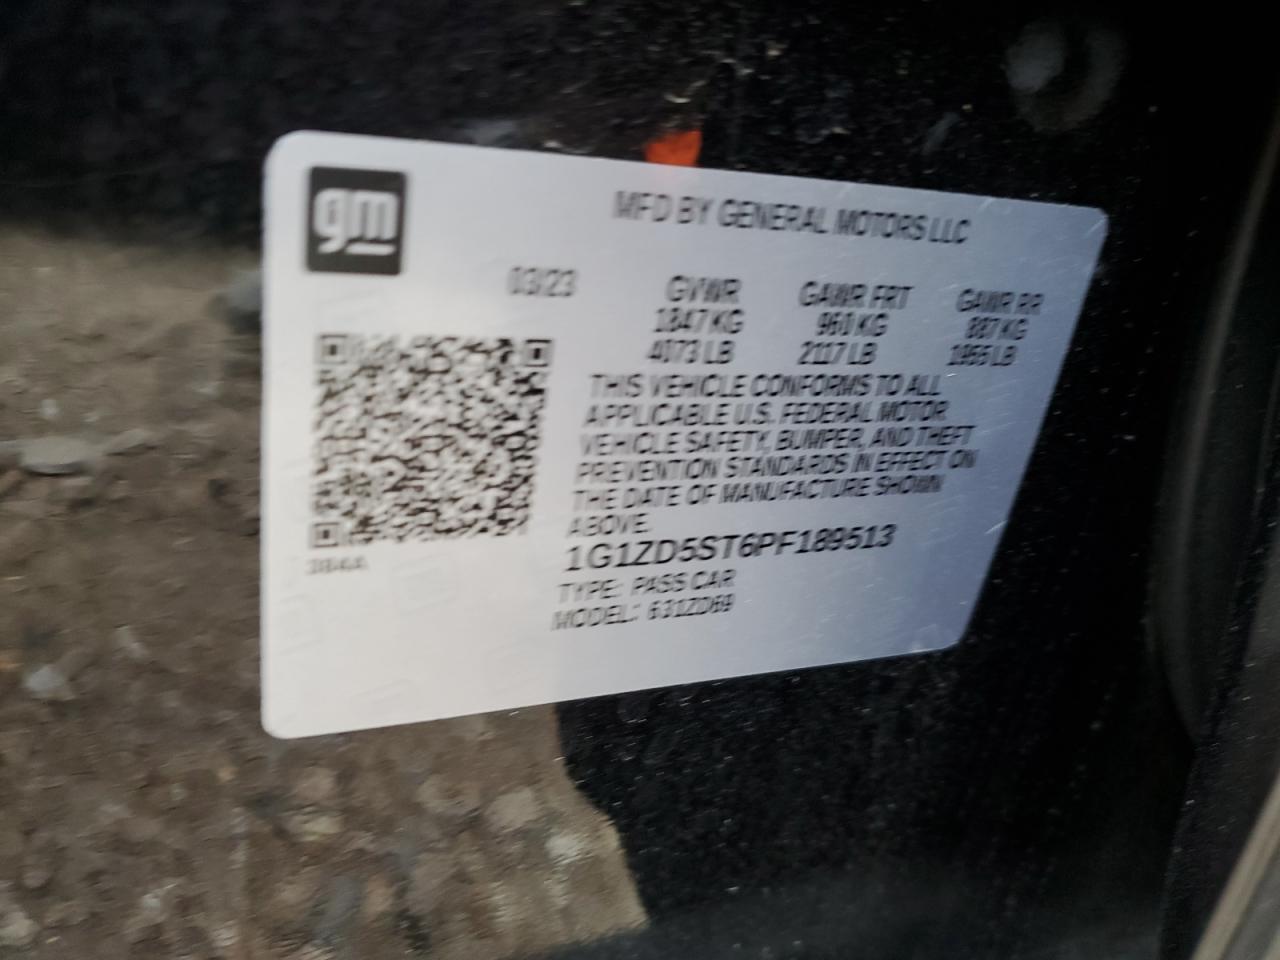 gm
MFD BY GENERAL MOTORS LLC
03/23
GVWR GAWR FRT GAWR RR
1847 KG 960 KG 887 KG
4073 LB 2117 LB 1955 LB
THIS VEHICLE CONFORMS TO ALL
APPLICABLE U.S. FEDERAL MOTOR
VEHICLE SAFETY, BUMPER, AND THEFT
PREVENTION STANDARDS IN EFFECT ON
THE DATE OF MANUFACTURE SHOWN
ABOVE.
1G1ZD5ST6PF189513
TYPE: PASS CAR
MODEL: 631ZD69